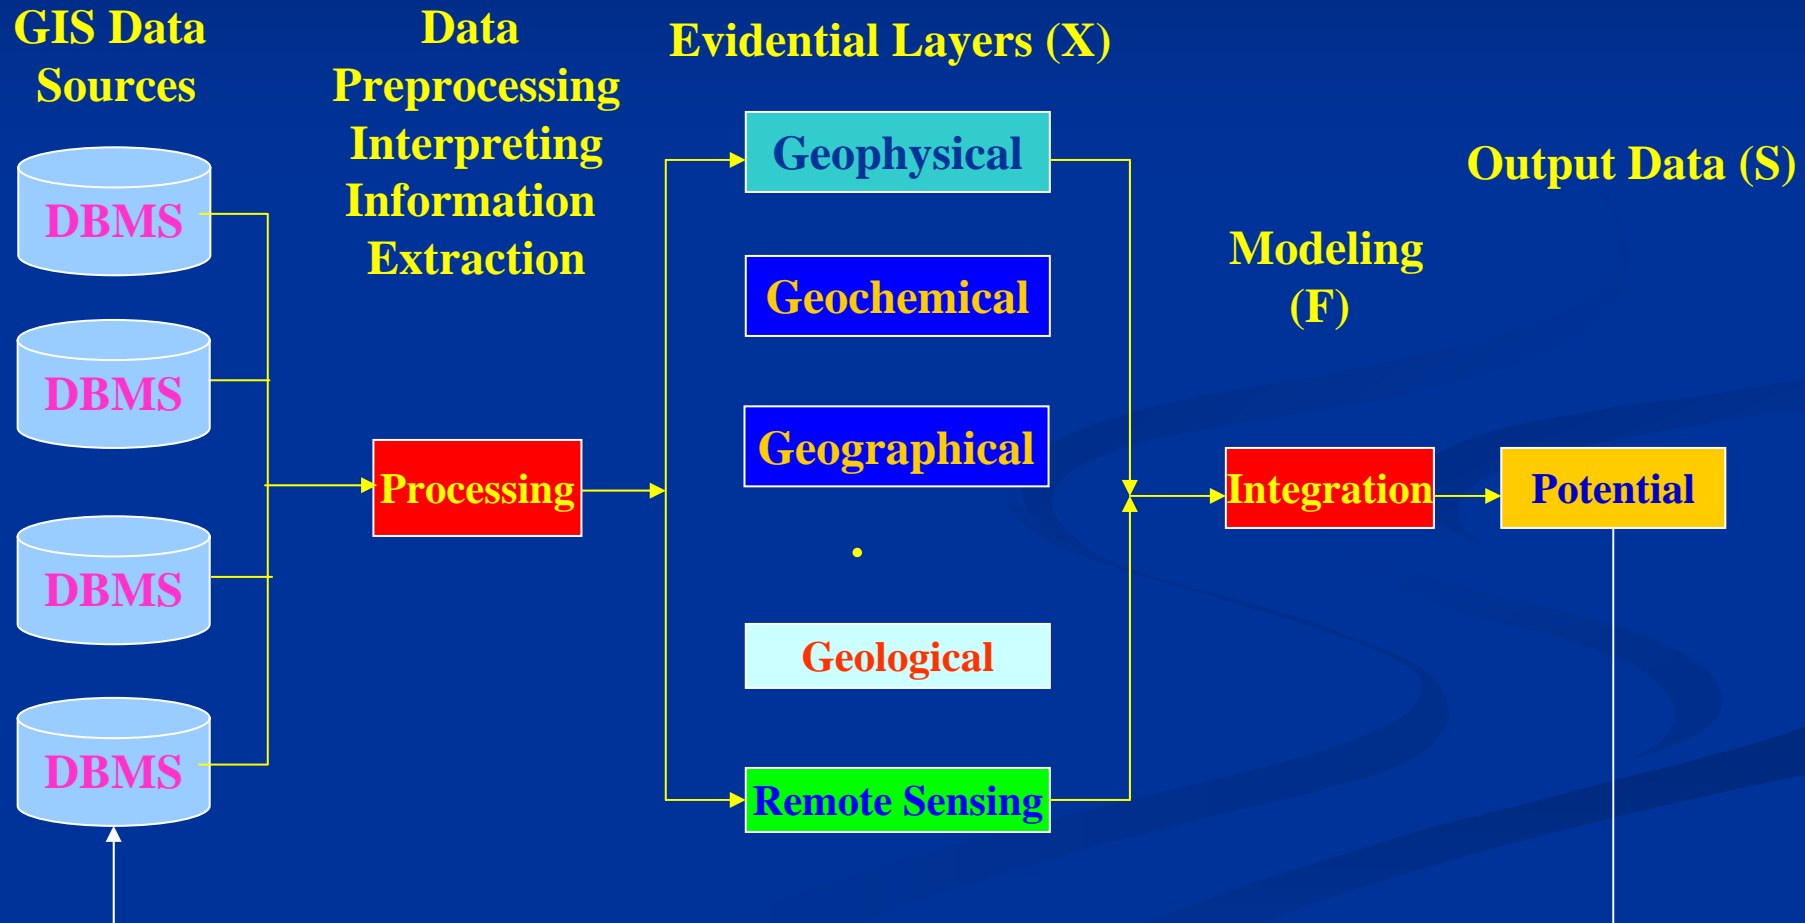 GIS Data
Sources
Data
Preprocessing
Interpreting
Information
Extraction
Evidential Layers (X)
Modeling
(F)
Output Data (S)
DBMS
DBMS
DBMS
DBMS
Processing
Geophysical
Geochemical
Geographical
.
Geological
Remote Sensing
Integration
Potential